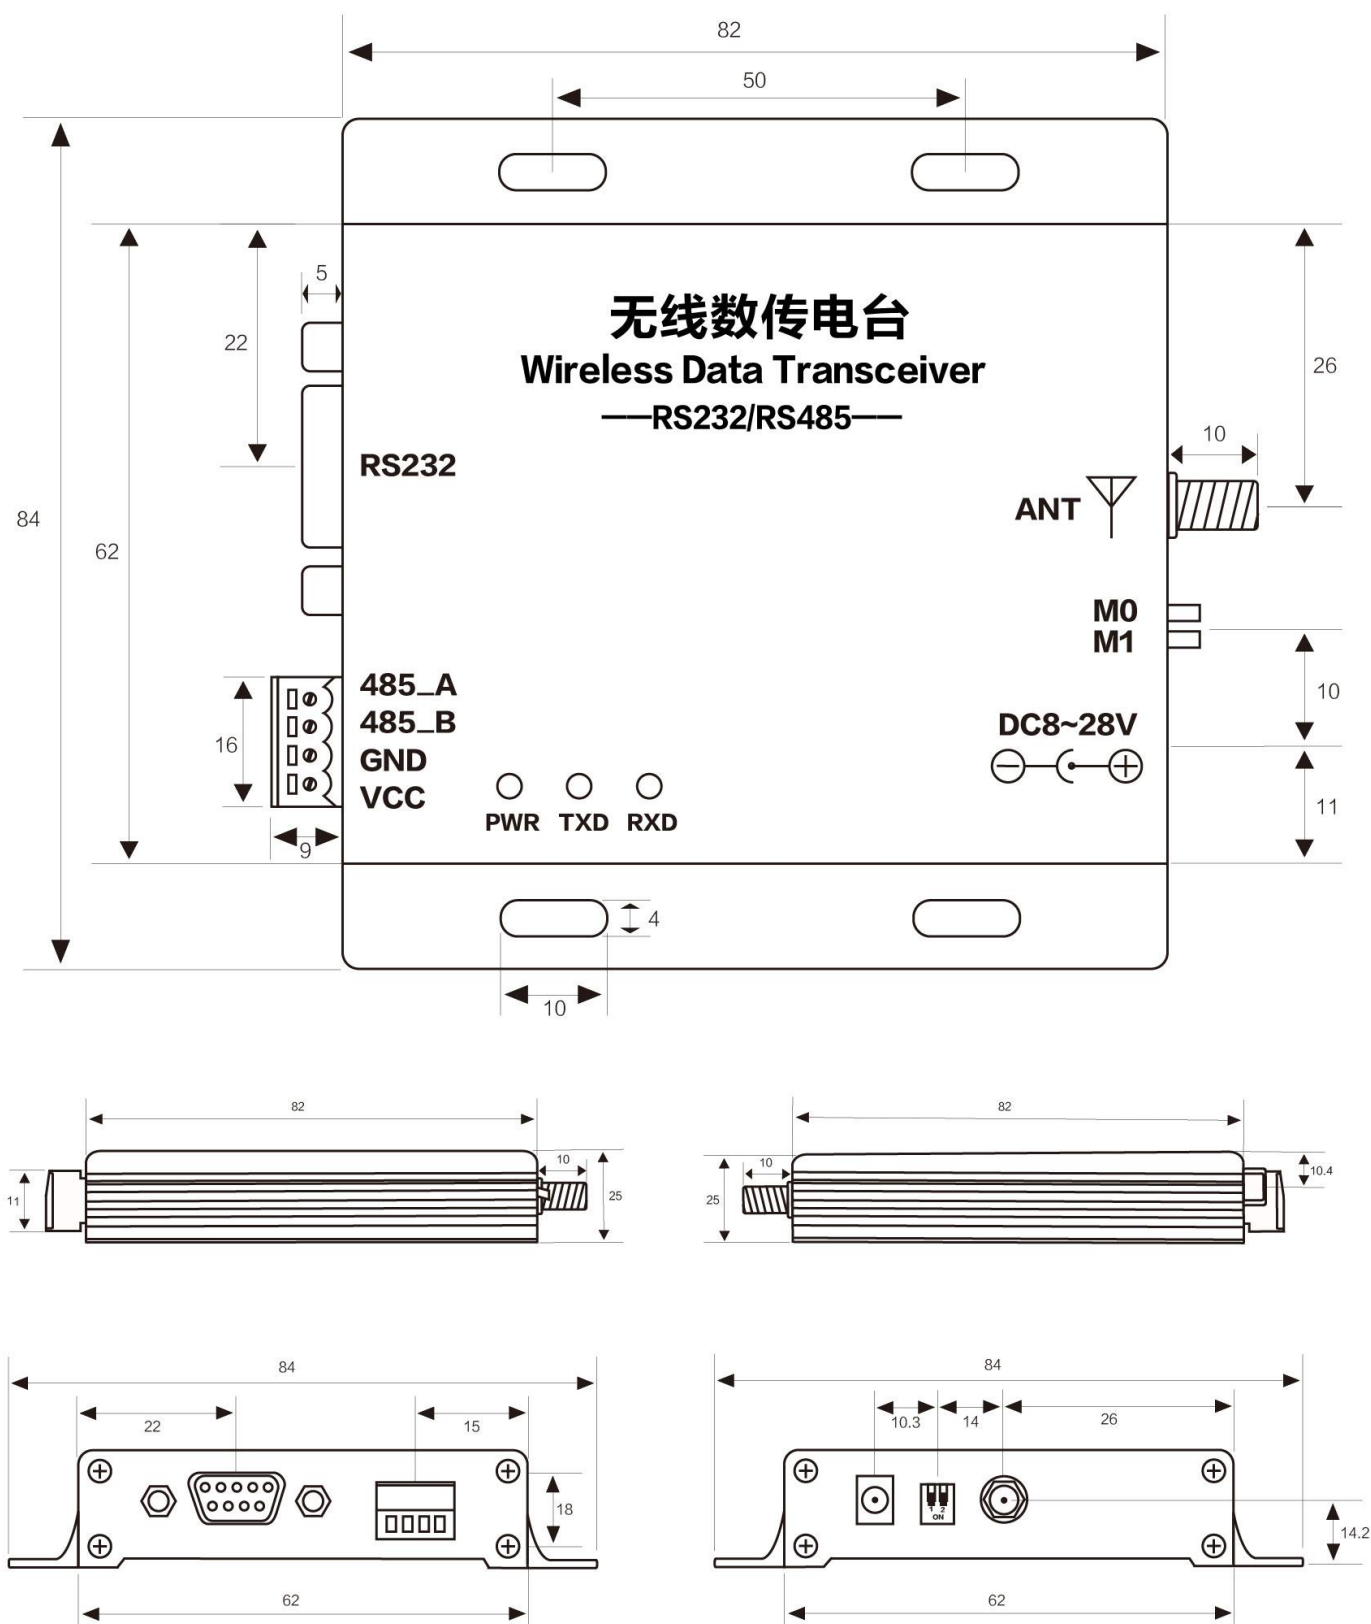 82
50
5
22
26
84
62
无线数传电台
Wireless Data Transceiver
——RS232/RS485——
RS232
10
ANT
M0
M1
10
485_A
485_B
GND
VCC
16
9
DC8~28V
11
PWR TXD RXD
4
10
82
10
11
25
82
10
25
10.4
84
22
15
18
62
84
10.3
14
26
1 2
ON
14.2
62